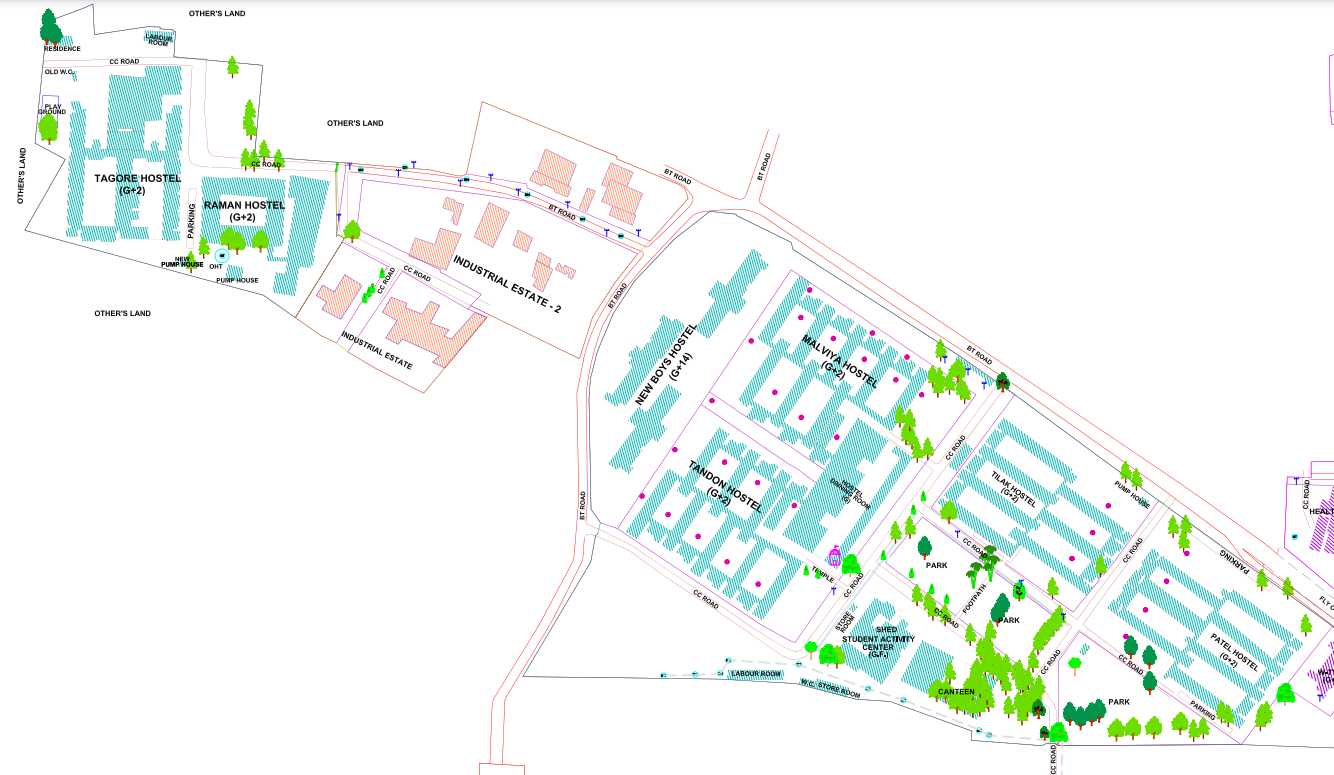 OTHER'S LAND
RESIDENCE
LABOUR
ROOM
CC ROAD
OLD W.C.
PLAY
GROUND
OTHER'S LAND
OTHER'S LAND
CC ROAD
TAGORE HOSTEL
(G+2)
RAMAN HOSTEL
(G+2)
PARKING
NEW
PUMP HOUSE
OHT
PUMP HOUSE
OTHER'S LAND
BT ROAD
BT ROAD
BT ROAD
INDUSTRIAL ESTATE - 2
CC ROAD
CC ROAD
INDUSTRIAL ESTATE
BT ROAD
NEW BOYS HOSTEL
(G+14)
MALVIYA HOSTEL
(G+2)
BT ROAD
CC ROAD
TANDON HOSTEL
(G+2)
HOSTEL
DINING ROOM
(G)
TILAK HOSTEL
(G+2)
PUMP HOUSE
CC ROAD
HEALT
BT ROAD
CC ROAD
PARK
CC ROAD
PARKING
TEMPLE
CC ROAD
FOOTPATH
CC ROAD
FLY O
CC ROAD
STORE
ROOM
SHED
STUDENT ACTIVITY
CENTER
(G.F.)
PARK
PATEL HOSTEL
(G+2)
CC ROAD
CC ROAD
LABOUR ROOM
W.C.
STORE ROOM
CANTEEN
PARK
PARKING
CC ROAD